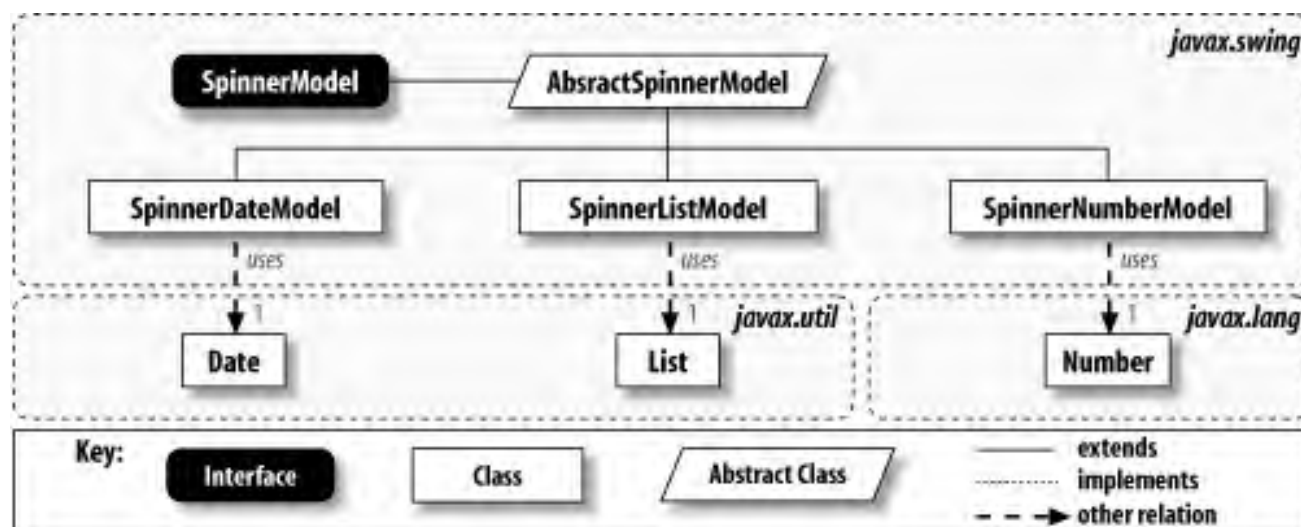 javax.swing
SpinnerModel
AbsractSpinnerModel
SpinnerDateModel
SpinnerListModel
SpinnerNumberModel
uses
uses
uses
1
1
javax.util
1
javax.lang
Date
List
Number
Key:
Interface
Class
Abstract Class
extends
implements
other relation